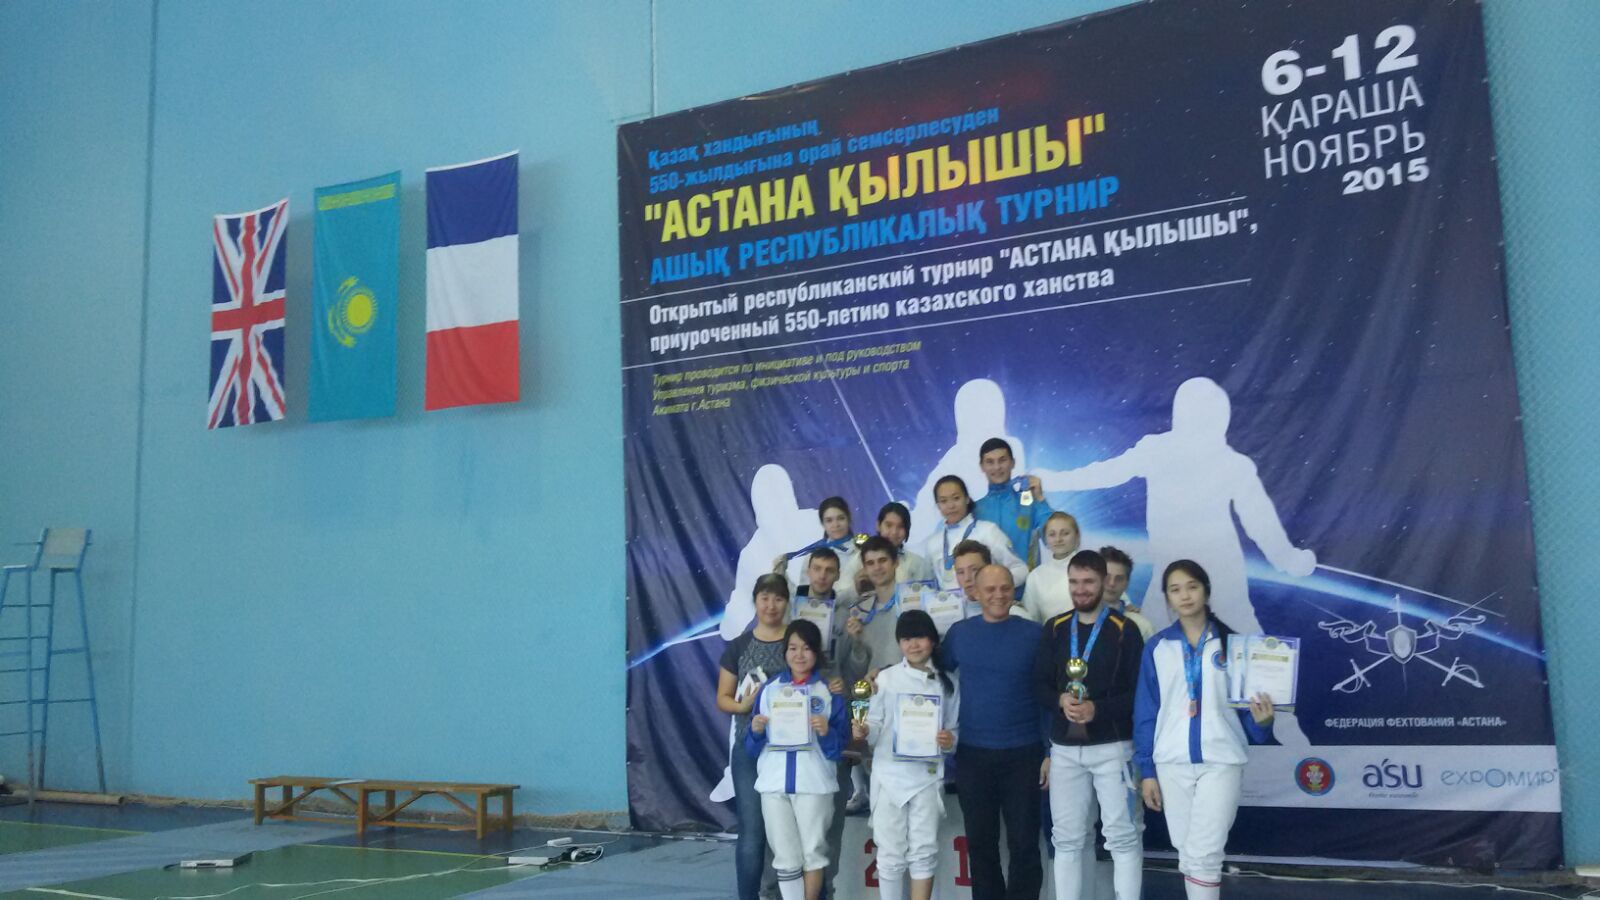 Қазақ хандығының
550-жылдығына орай семсерлесуден
"АСТАНА ҚЫЛЫШЫ"
АШЫҚ РЕСПУБЛИКАЛЫҚ ТУРНИР
Открытый республиканский турнир "АСТАНА ҚЫЛЫШЫ",
приуроченный 550-летию казахского ханства
Турнир проводится по инициативе и под руководством
Управления туризма, физической культуры и спорта
Акимата г.Астана
6-12
ҚАРАША
НОЯБРЬ
2015
ФЕДЕРАЦИЯ ФЕХТОВАНИЯ «АСТАНА»
a'su
expoмир
2 1